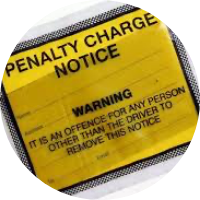 PENALTY CHARGE
NOTICE
WARNING
IT IS AN OFFENCE FOR ANY PERSON
OTHER THAN THE DRIVER TO
REMOVE THIS NOTICE